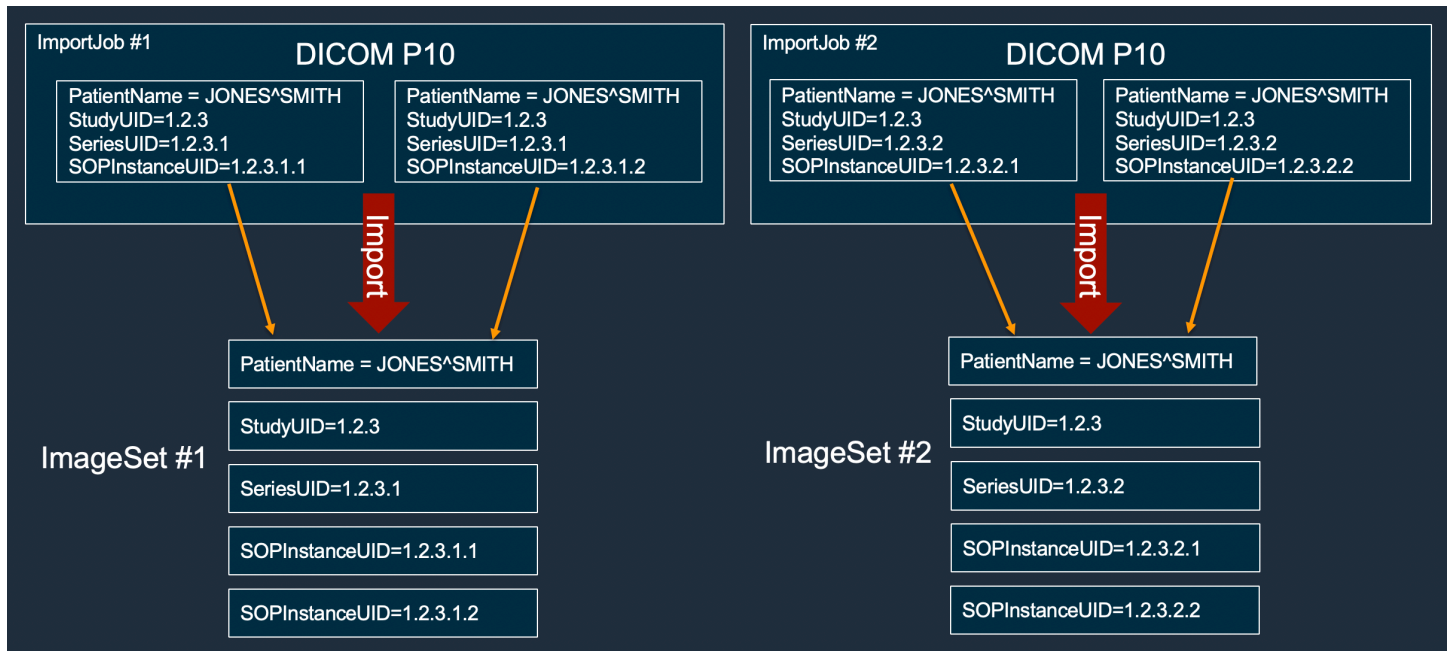 ImportJob #1
DICOM P10
PatientName = JONES^SMITH
StudyUID=1.2.3
SeriesUID=1.2.3.1
SOPInstanceUID=1.2.3.1.1
PatientName = JONES^SMITH
StudyUID=1.2.3
SeriesUID=1.2.3.1
SOPInstanceUID=1.2.3.1.2
Import
PatientName = JONES^SMITH
ImageSet #1
StudyUID=1.2.3
SeriesUID=1.2.3.1
SOPInstanceUID=1.2.3.1.1
SOPInstanceUID=1.2.3.1.2
ImportJob #2
DICOM P10
PatientName = JONES^SMITH
StudyUID=1.2.3
SeriesUID=1.2.3.2
SOPInstanceUID=1.2.3.2.1
PatientName = JONES^SMITH
StudyUID=1.2.3
SeriesUID=1.2.3.2
SOPInstanceUID=1.2.3.2.2
Import
PatientName = JONES^SMITH
ImageSet #2
StudyUID=1.2.3
SeriesUID=1.2.3.2
SOPInstanceUID=1.2.3.2.1
SOPInstanceUID=1.2.3.2.2